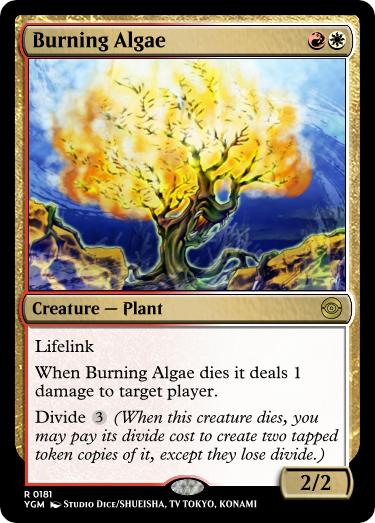 Burning Algae
Creature — Plant
Lifelink
When Burning Algae dies it deals 1
damage to target player.
Divide 3 (When this creature dies, you
may pay its divide cost to create two tapped
token copies of it, except they lose divide.)
2/2
R 0181
YGM Studio Dice/SHUEISHA, TV TOKYO, KONAMI